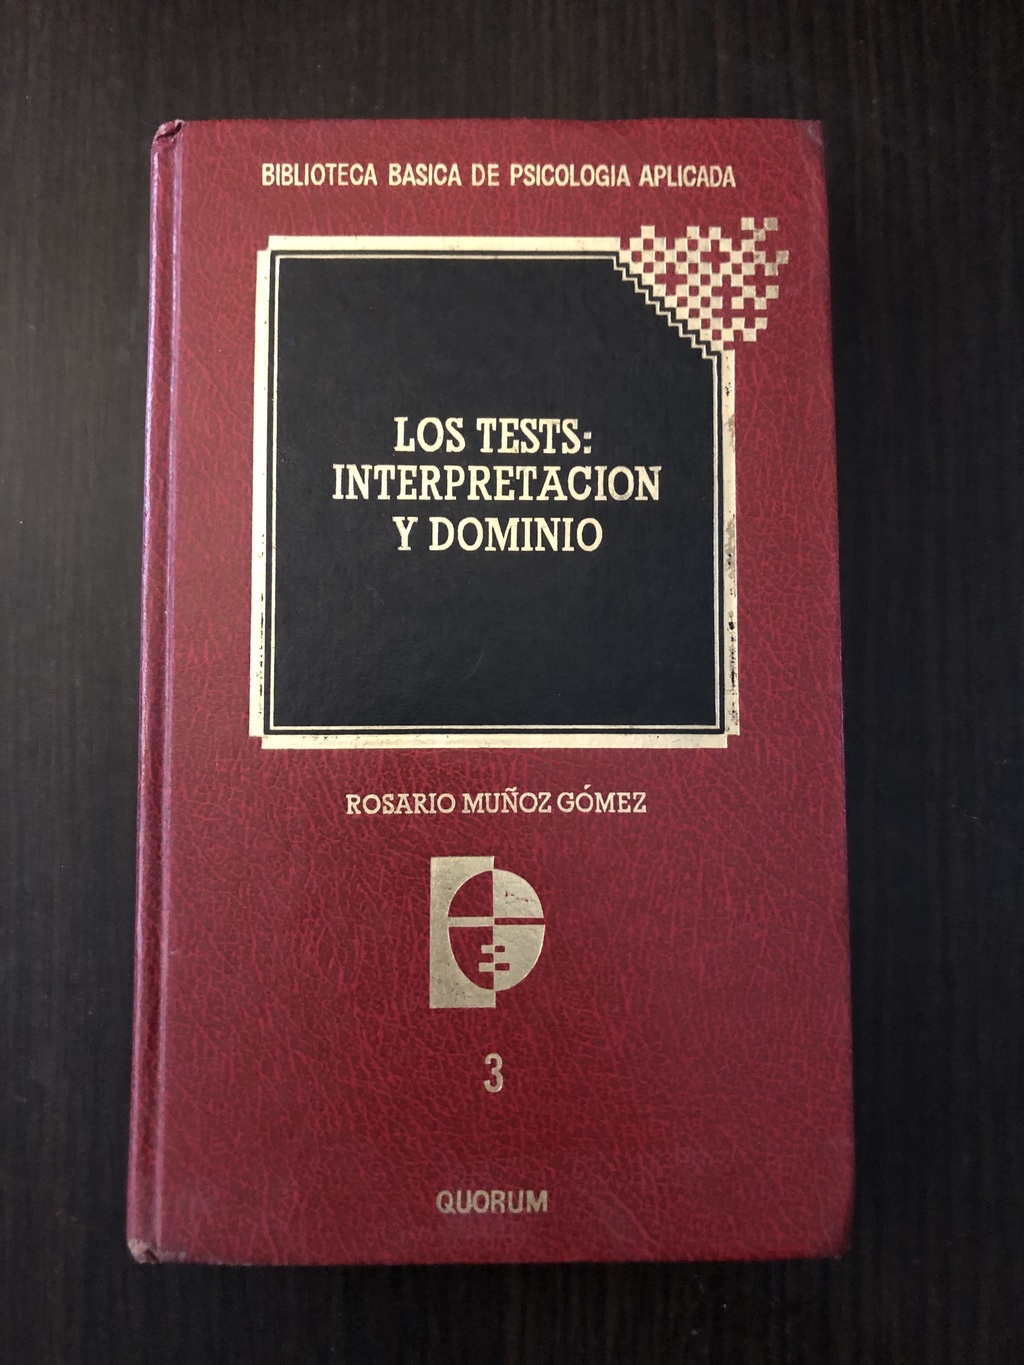 BIBLIOTECA BASICA DE PSICOLOGIA APLICADA
LOS TESTS:
INTERPRETACION
Y DOMINIO
ROSARIO MUÑOZ GÓMEZ
3
QUORUM